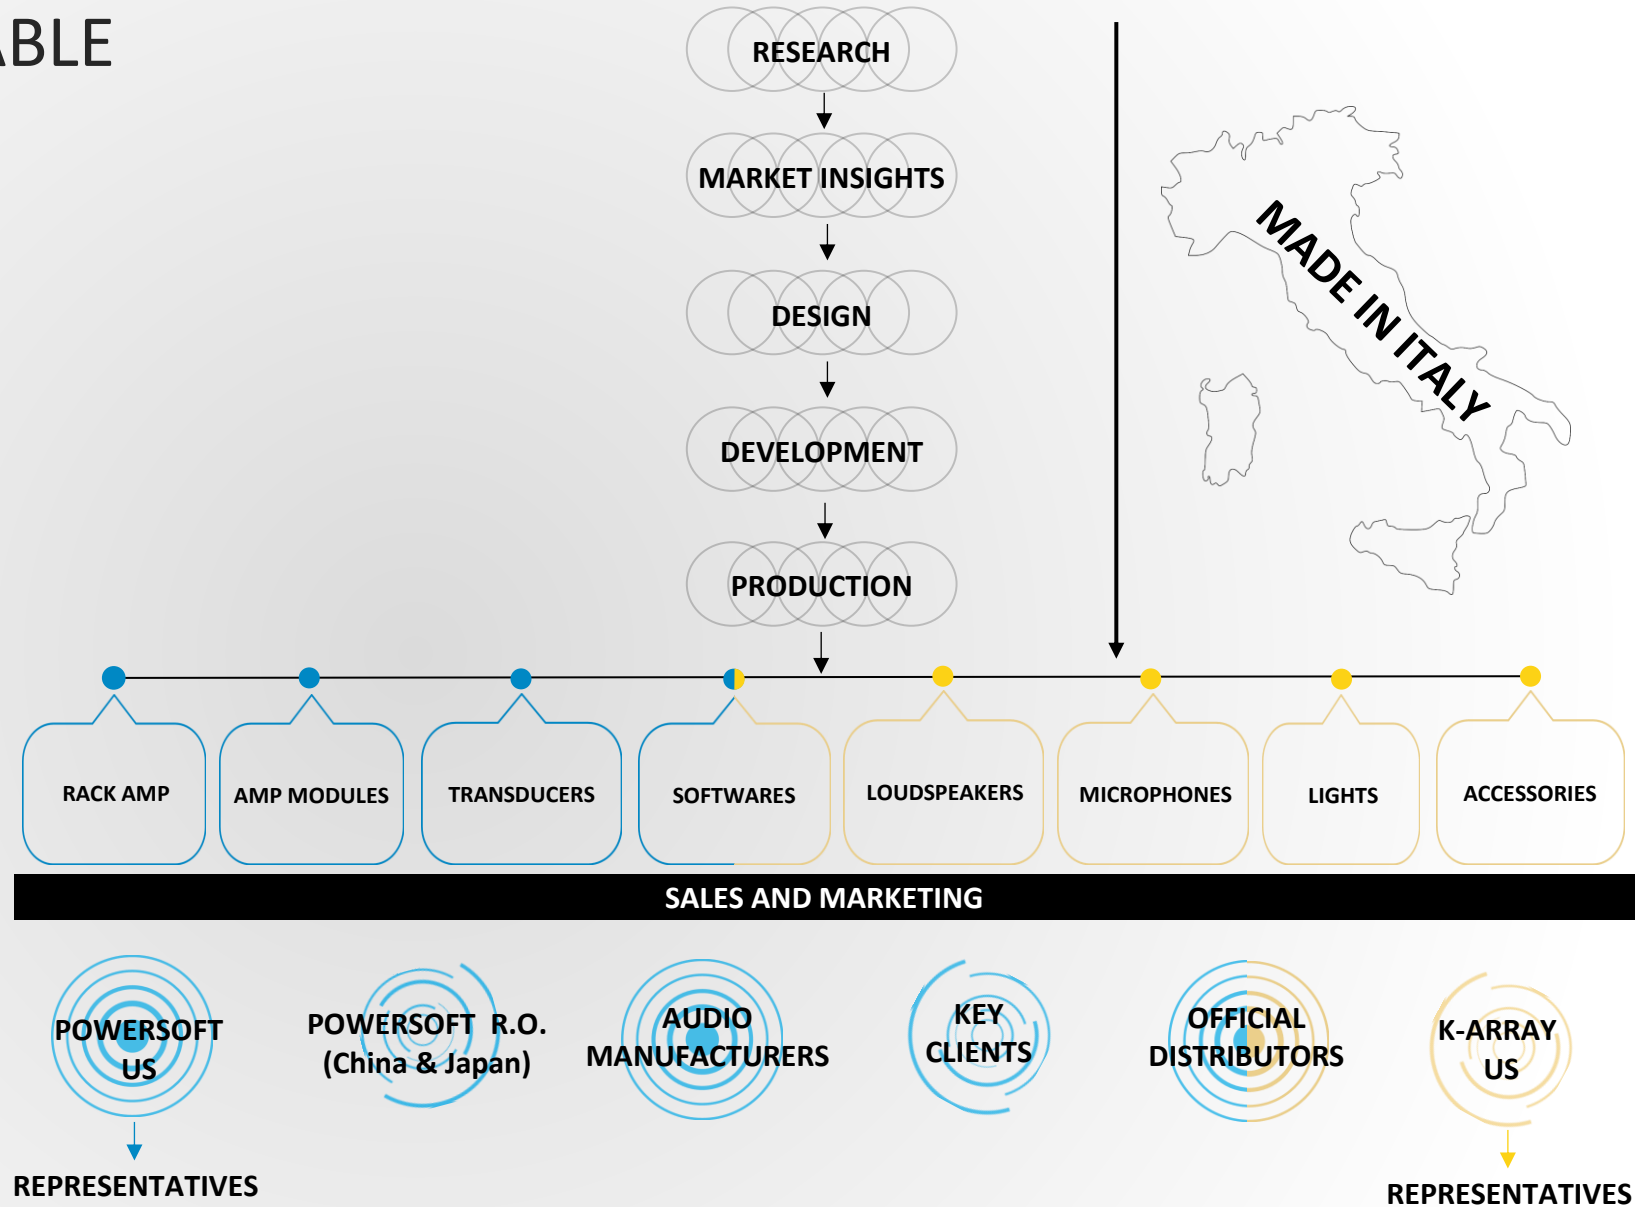 ABLE
RESEARCH
MARKET INSIGHTS
DESIGN
DEVELOPMENT
PRODUCTION
MADE IN ITALY
RACK AMP
AMP MODULES
TRANSDUCERS
SOFTWARES
LOUDSPEAKERS
MICROPHONES
LIGHTS
ACCESSORIES
SALES AND MARKETING
POWERSOFT
US
POWERSOFT R.O.
(China & Japan)
AUDIO
MANUFACTURERS
KEY
CLIENTS
OFFICIAL
DISTRIBUTORS
K-ARRAY
US
REPRESENTATIVES
REPRESENTATIVES